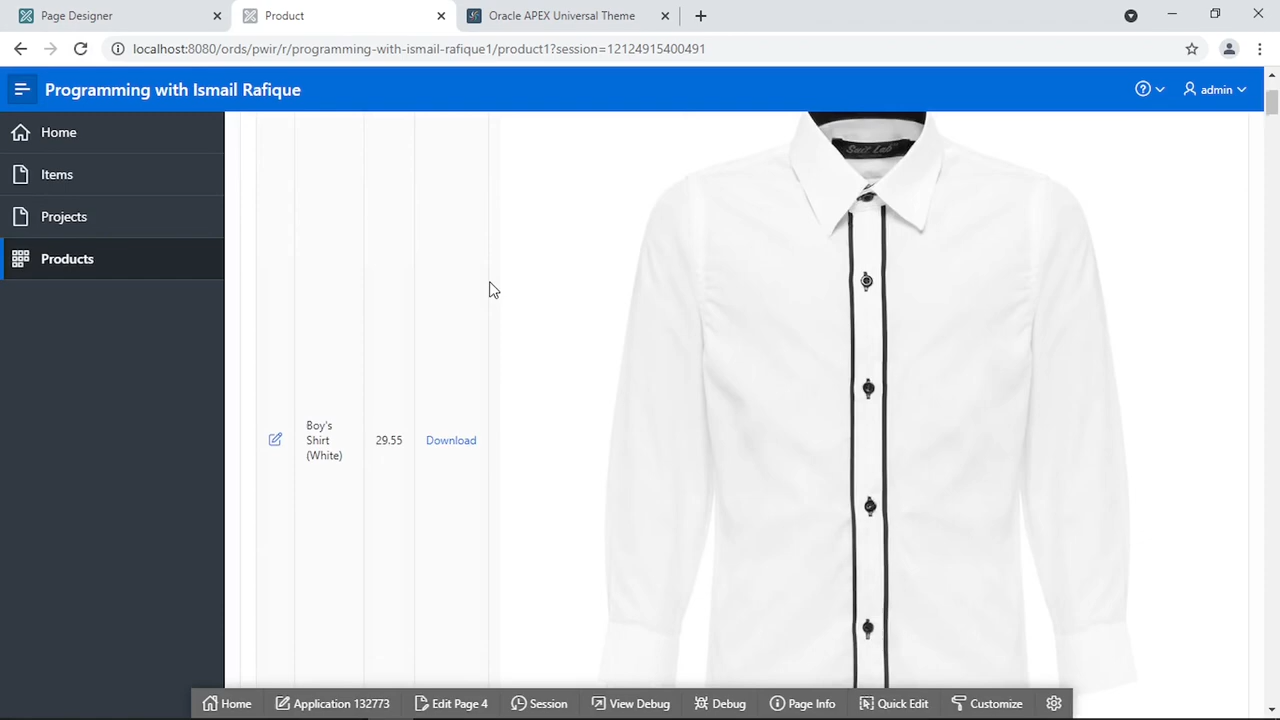 Page Designer
Product
Oracle APEX Universal Theme
localhost:8080/ords/pwir/r/programming-with-ismail-rafique1/product1?session=12124915400491
Programming with Ismail Rafique
admin
Home
Items
Projects
Products
Suit Lab
Boy's
Shirt
(White)
29.55
Download
Home
Application 132773
Edit Page 4
Session
View Debug
Debug
Page Info
Quick Edit
Customize